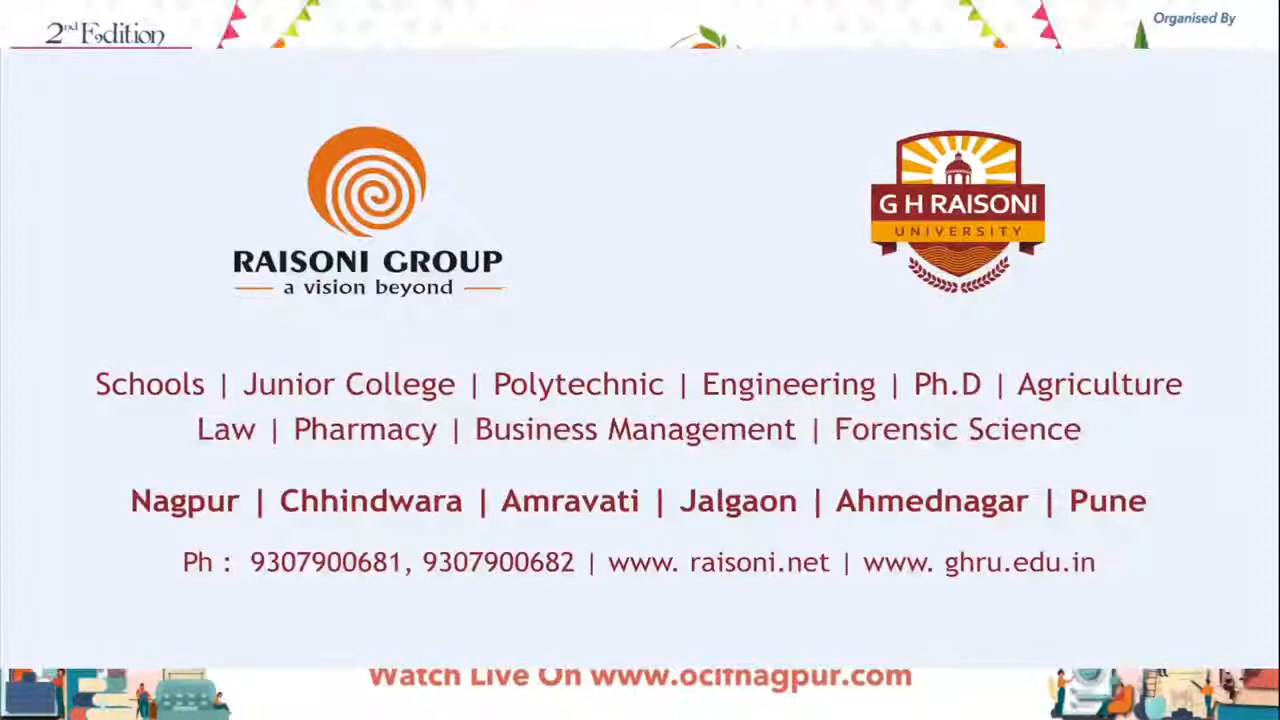 2nd Edition
Organised By
RAISONI GROUP
a vision beyond
G H RAISONI
UNIVERSITY
Schools | Junior College | Polytechnic | Engineering | Ph.D | Agriculture
Law | Pharmacy | Business Management | Forensic Science
Nagpur | Chhindwara | Amravati | Jalgaon | Ahmednagar | Pune
Ph : 9307900681, 9307900682 | www. raisoni.net | www. ghru.edu.in
Watch Live On www.ocifnagpur.com